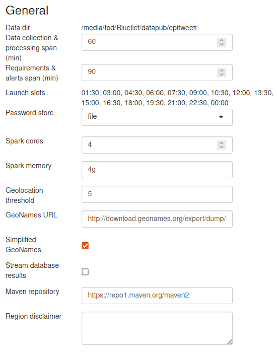 General
Data dir /media/fod/Bluellet/datapub/epitweetr
Data collection & processing span (min) 60
Requirements & alerts span (min) 90
Launch slots 01:30, 03:00, 04:30, 06:00, 07:30, 09:00, 10:30, 12:00, 13:30,
15:00, 16:30, 18:00, 19:30, 21:00, 22:30, 00:00
Password store file
Spark cores 4
Spark memory 4g
Geolocation threshold 5
GeoNames URL http://download.geonames.org/export/dump/
Simplified GeoNames
Stream database results
Maven repository https://repo1.maven.org/maven2
Region disclaimer